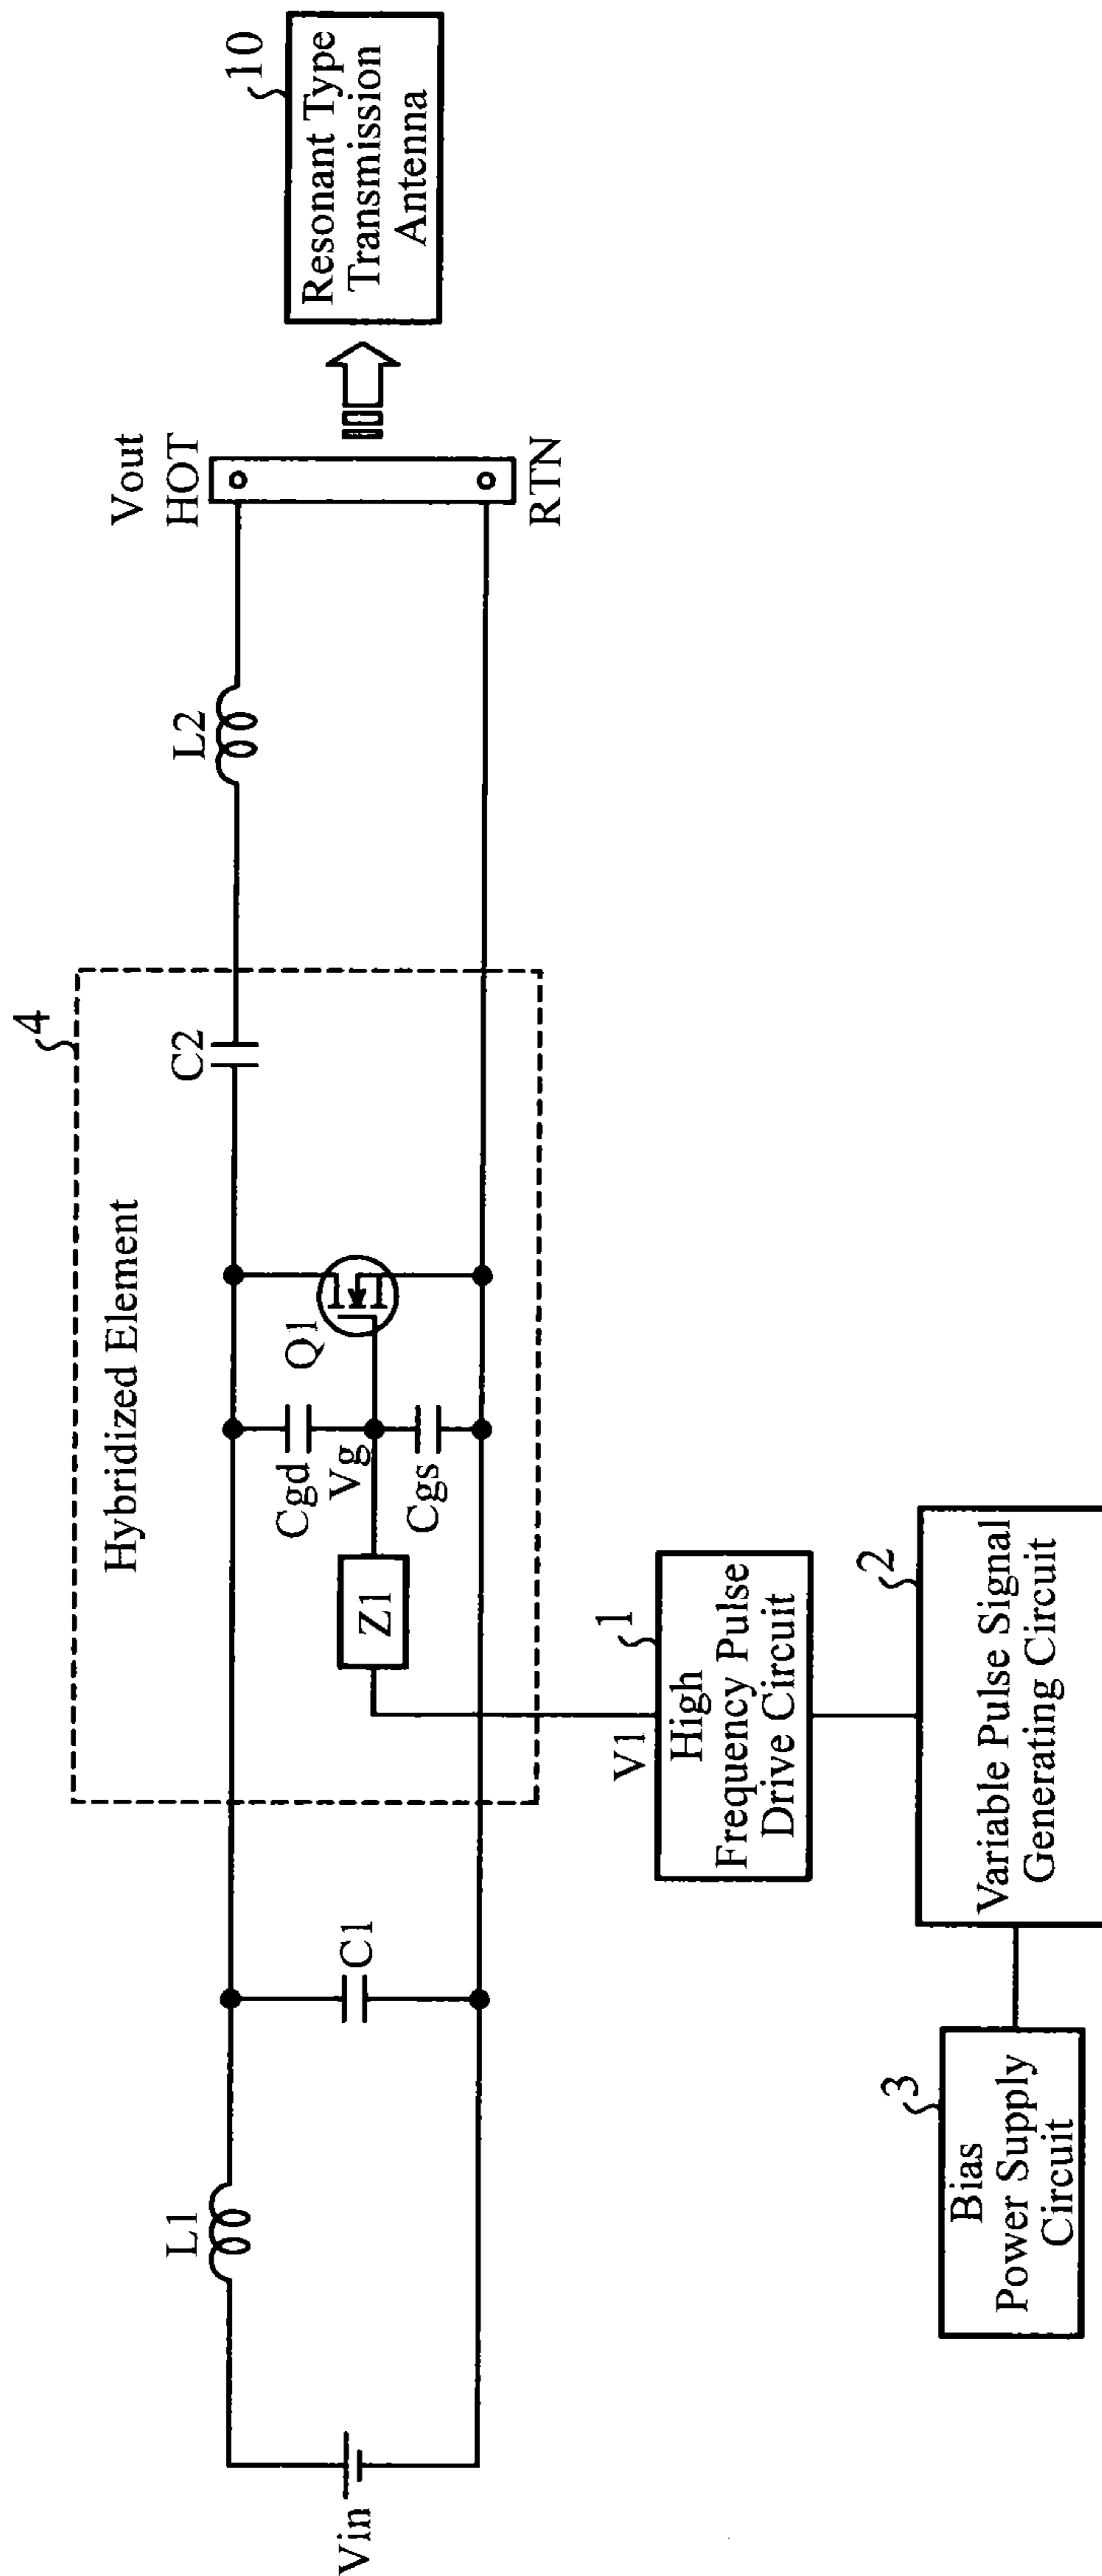 4
Hybridized Element
Vin
L1
C1
Z1
Cgd
Vg
Cgs
Q1
C2
L2
Vout
HOT
RTN
10
Resonant Type
Transmission
Antenna
V1
1
High
Frequency Pulse
Drive Circuit
2
Variable Pulse Signal
Generating Circuit
3
Bias
Power Supply
Circuit